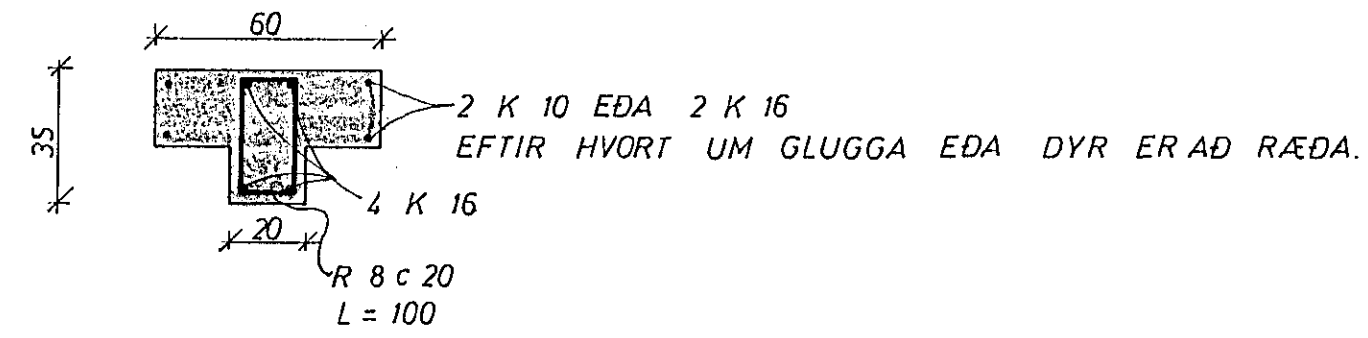 60
35
2 K 10 EÐA 2 K 16
EFTIR HVORT UM GLUGGA EÐA DYR ER AÐ RÆÐA.
4 K 16
20
R 8 c 20
L = 100